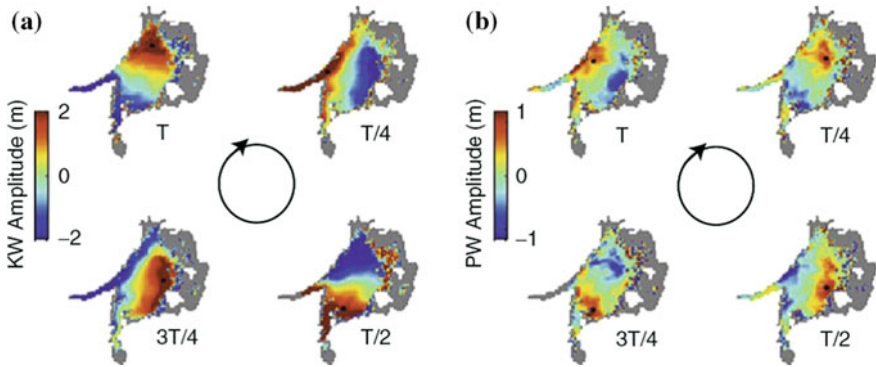 (a)
KW Amplitude (m)
2
0
−2
T
T/4
3T/4
T/2
(b)
PW Amplitude (m)
1
0
−1
T
T/4
3T/4
T/2